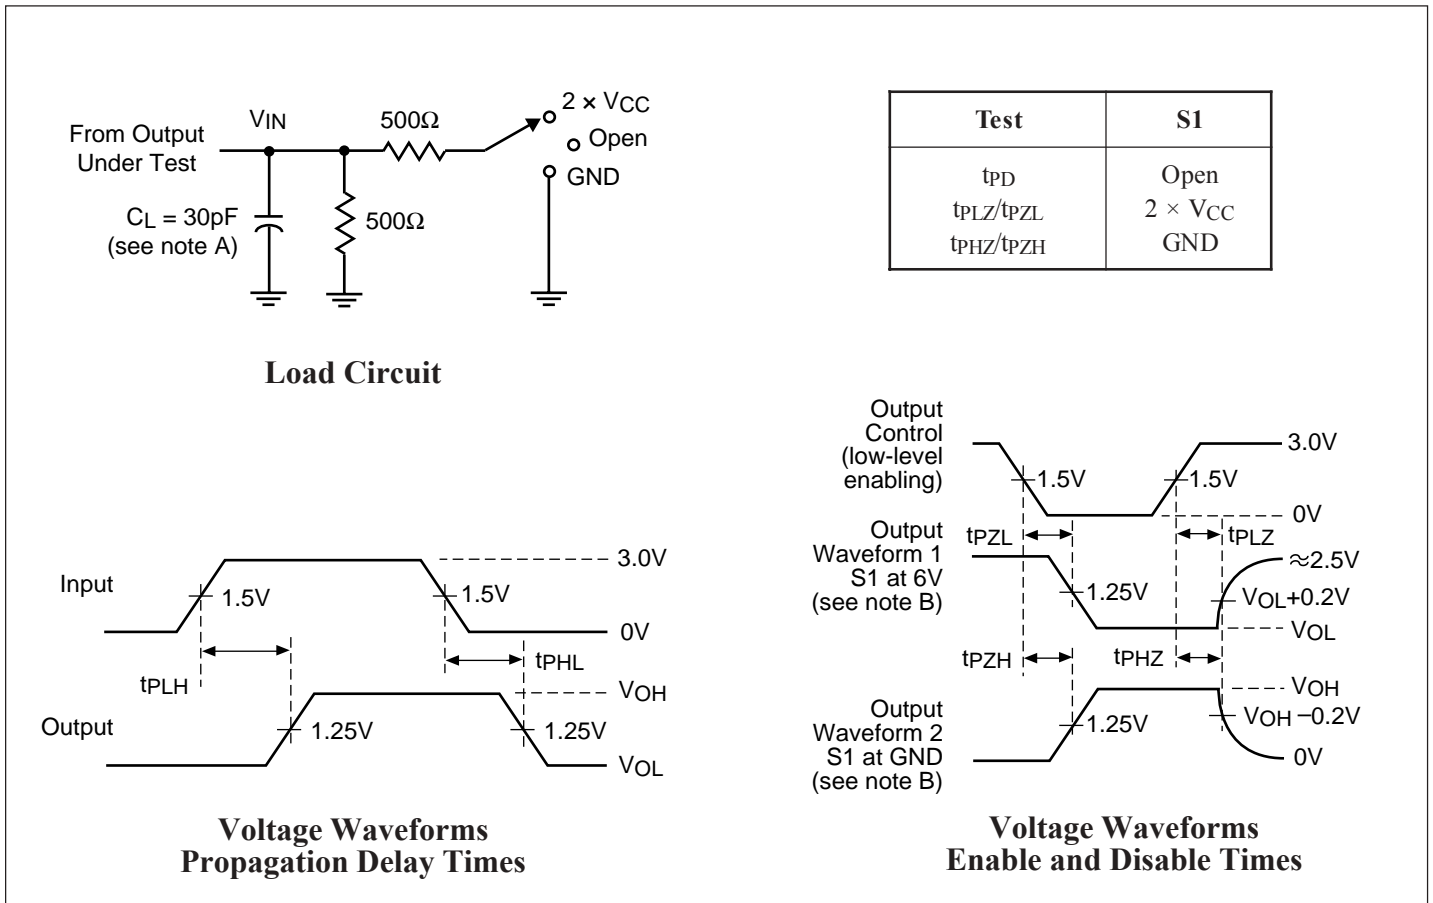 From Output
Under Test
VIN
500Ω
2 × VCC
Open
GND
CL = 30pF
(see note A)
500Ω
Load Circuit
Test S1
tPD Open
tPLZ/tPZL 2 × VCC
tPHZ/tPZH GND
Input
1.5V
1.5V
3.0V
0V
tPLH
tPHL
Output
1.25V
1.25V
VOH
VOL
Voltage Waveforms
Propagation Delay Times
Output
Control
(low-level
enabling)
1.5V
1.5V
3.0V
0V
Output
Waveform 1
S1 at 6V
(see note B)
tPZL
tPLZ
1.25V
≈2.5V
VOL+0.2V
VOL
tPZH
tPHZ
Output
Waveform 2
S1 at GND
(see note B)
1.25V
VOH
VOH –0.2V
0V
Voltage Waveforms
Enable and Disable Times